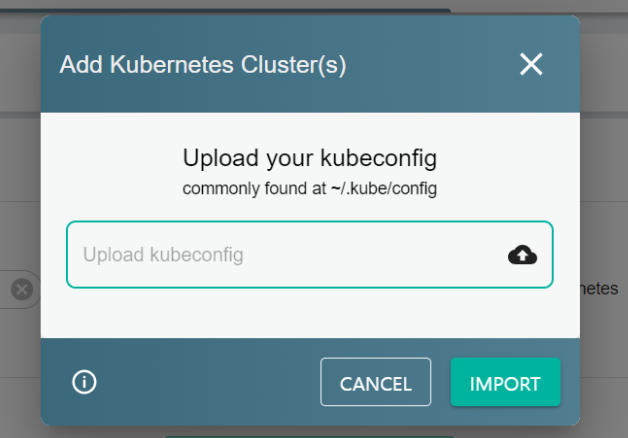 Add Kubernetes Cluster(s)
Upload your kubeconfig
commonly found at ~/.kube/config
Upload kubeconfig
netes
CANCEL
IMPORT